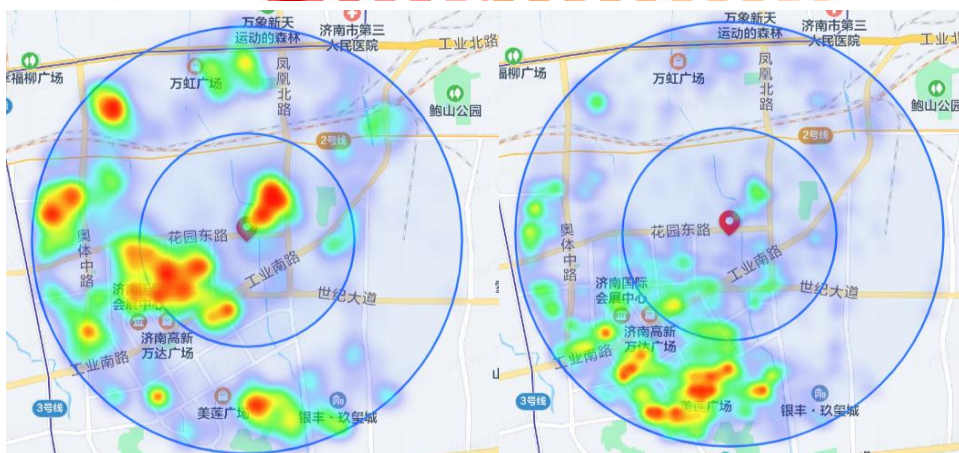 万象新天
运动的森林
济南市第三
人民医院
工业北路
幸福柳广场
万虹广场
凤凰北路
鲍山公园
2号线
花园东路
奥体中路
工业南路
济南国际
会展中心
世纪大道
济南高新
万达广场
工业南路
3号线
美莲广场
银丰·玖玺城
万象新天
运动的森林
济南市第三
人民医院
工业北
福柳广场
万虹广场
凤凰北路
鲍山公园
2号线
花园东路
奥体中路
工业南路
济南国际
会展中心
世纪大道
济南高新
万达广场
工业南路
3号线
美莲广场
银丰·玖玺城